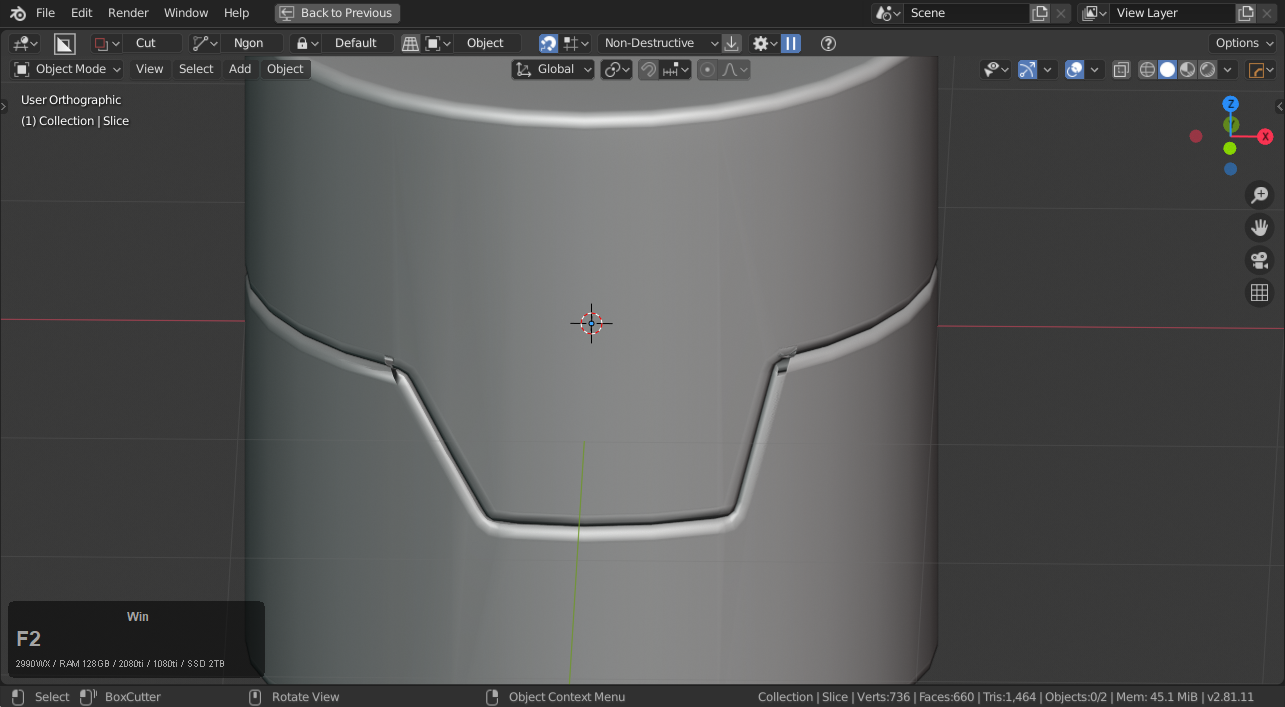 File Edit Render Window Help Back to Previous Scene View Layer
Cut Ngon Default Object Non-Destructive Options
Object Mode View Select Add Object Global
User Orthographic
(1) Collection | Slice
Z
Y
X
Win
F2
2990WX / RAM 128GB / 2080ti / 1080ti / SSD 2TB
Select BoxCutter Rotate View Object Context Menu Collection | Slice | Verts:736 | Faces:660 | Tris:1,464 | Objects:0/2 | Mem: 45.1 MiB | v2.81.11